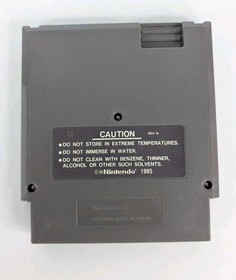 CAUTION REV-A
•DO NOT STORE IN EXTREME TEMPERATURES.
•DO NOT IMMERSE IN WATER.
•DO NOT CLEAN WITH BENZENE, THINNER,
ALCOHOL OR OTHER SUCH SOLVENTS.
©®Nintendo® 1985